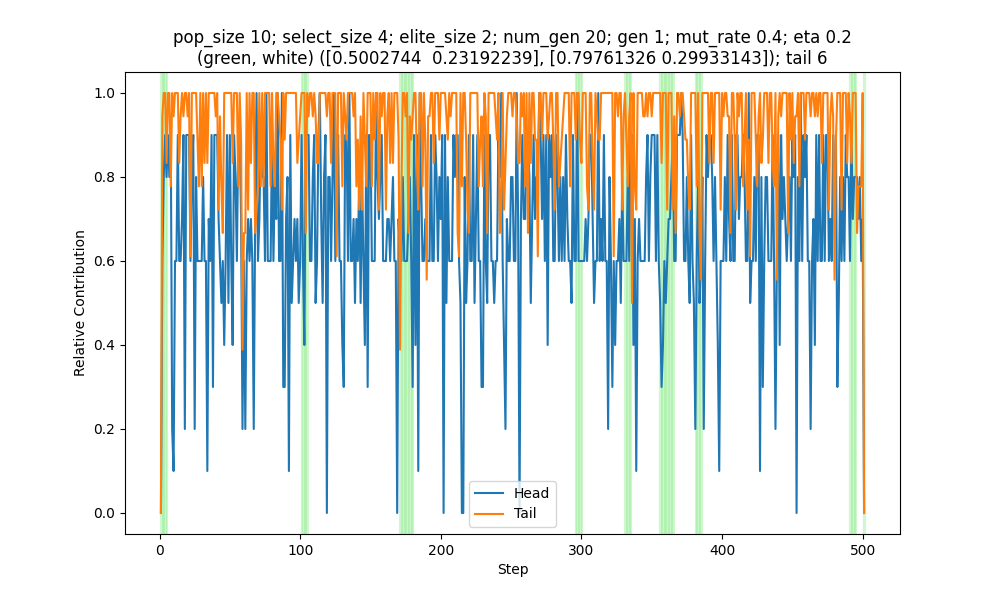 pop_size 10; select_size 4; elite_size 2; num_gen 20; gen 1; mut_rate 0.4; eta 0.2
(green, white) ([0.5002744  0.23192239], [0.79761326 0.29933143]); tail 6
Relative Contribution
1.0
0.8
0.6
0.4
0.2
0.0
Head
Tail
0
100
200
300
400
500
Step